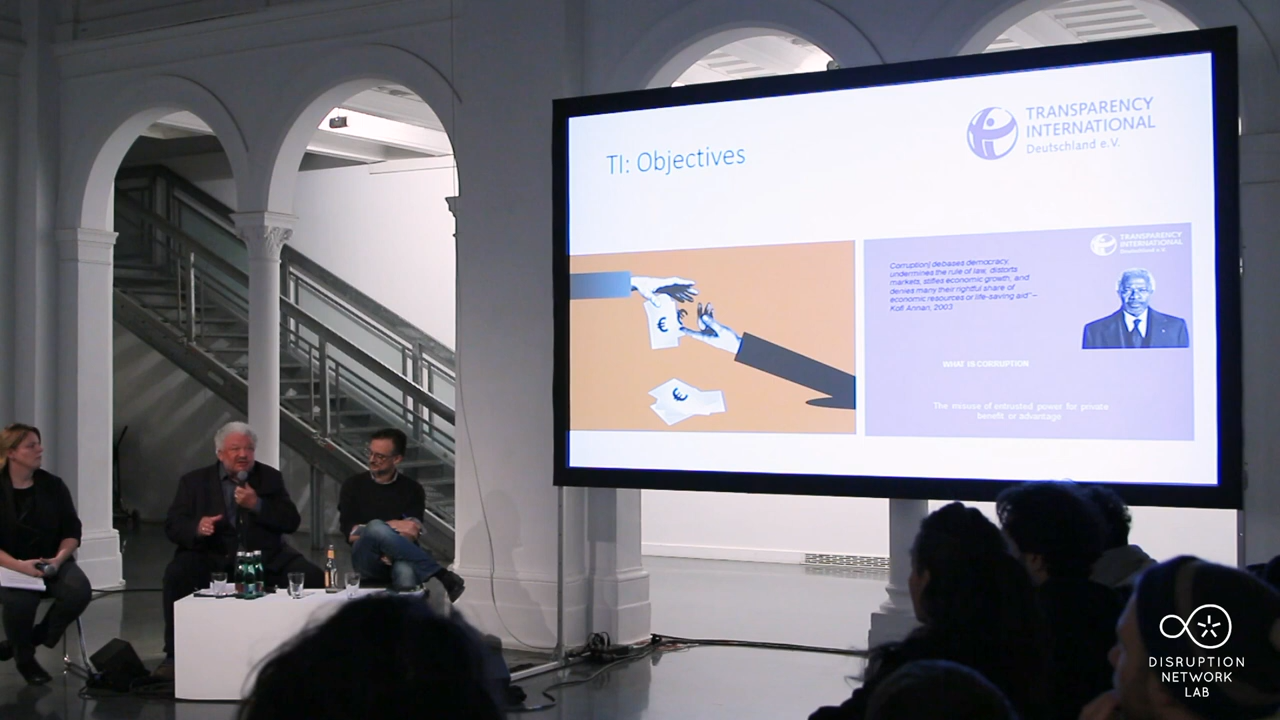 TI: Objectives
TRANSPARENCY
INTERNATIONAL
Deutschland e.V.
€
€
TRANSPARENCY
INTERNATIONAL
Deutschland e.V.
Corruption[ debases democracy,
undermines the rule of law, distorts
markets, stifles economic growth, and
denies many their rightful share of
economic resources or life-saving aid" –
Kofi Annan, 2003
WHAT IS CORRUPTION
The misuse of entrusted power for private
benefit or advantage
DISRUPTION
NETWORK
LAB